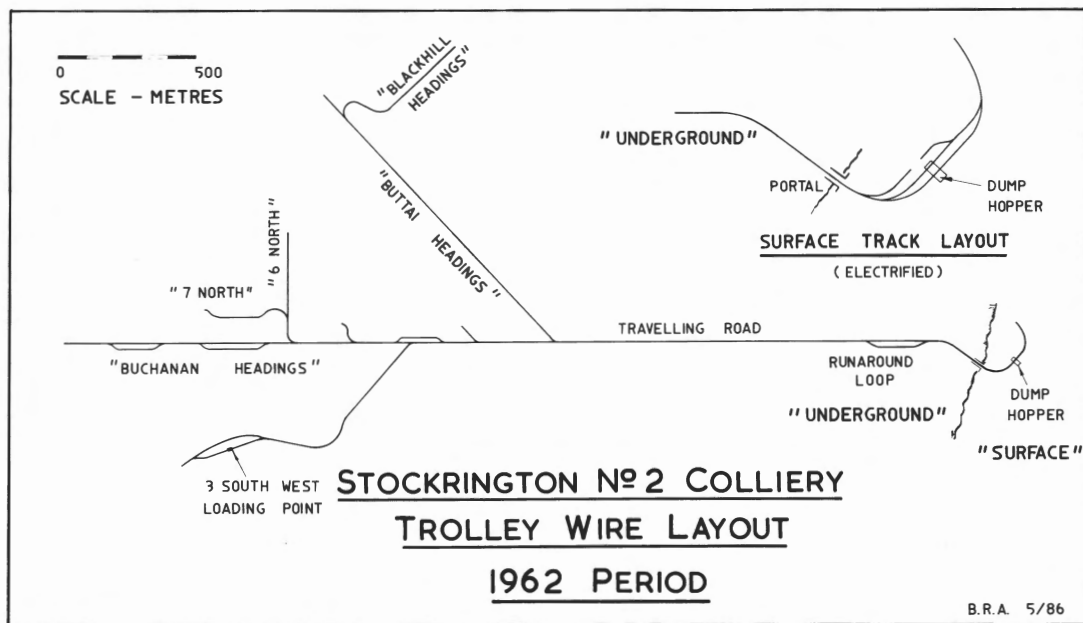 0 500
SCALE – METRES
"BLACKHILL
HEADINGS"
"UNDERGROUND"
PORTAL
DUMP
HOPPER
SURFACE TRACK LAYOUT
(ELECTRIFIED)
"BUTTAI HEADINGS"
"6 NORTH"
"7 NORTH"
"BUCHANAN HEADINGS"
TRAVELLING ROAD
RUNAROUND
LOOP
DUMP
HOPPER
"UNDERGROUND"
"SURFACE"
3 SOUTH WEST
LOADING POINT
STOCKRINGTON Nº 2 COLLIERY
TROLLEY WIRE LAYOUT
1962 PERIOD
B.R.A. 5/86